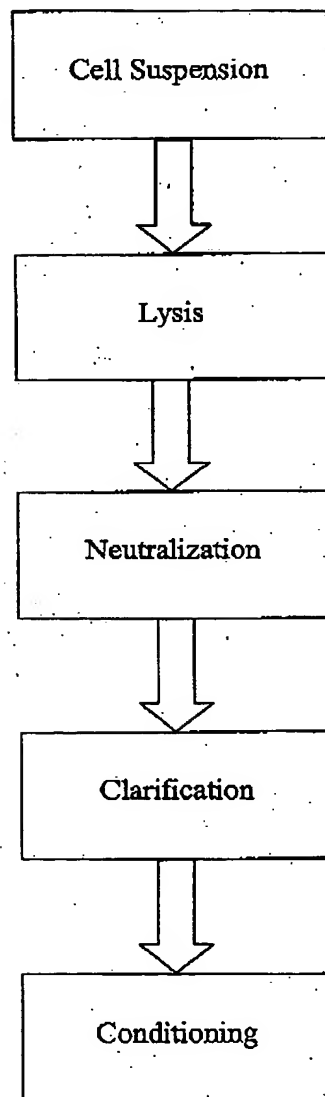 Cell Suspension
Lysis
Neutralization
Clarification
Conditioning